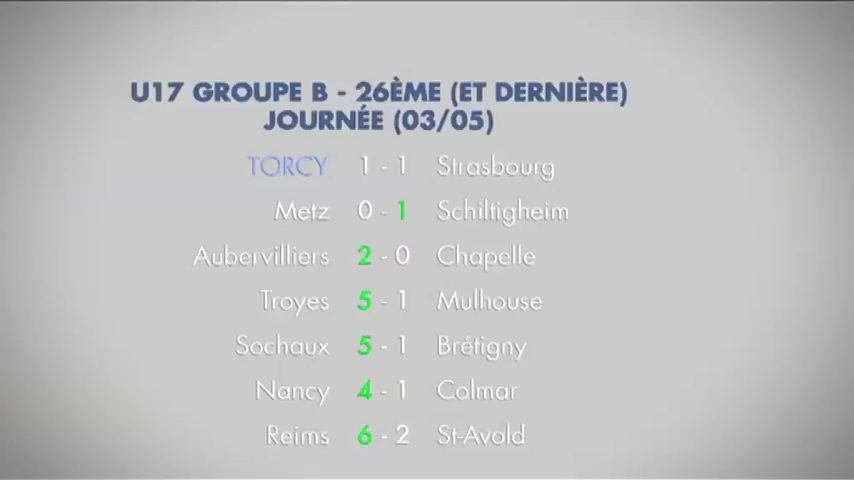 U17 GROUPE B - 26ÈME (ET DERNIÈRE)
JOURNÉE (03/05)
TORCY 1 - 1 Strasbourg
Metz 0 - 1 Schiltigheim
Aubervilliers 2 - 0 Chapelle
Troyes 5 - 1 Mulhouse
Sochaux 5 - 1 Brétigny
Nancy 4 - 1 Colmar
Reims 6 - 2 St-Avold